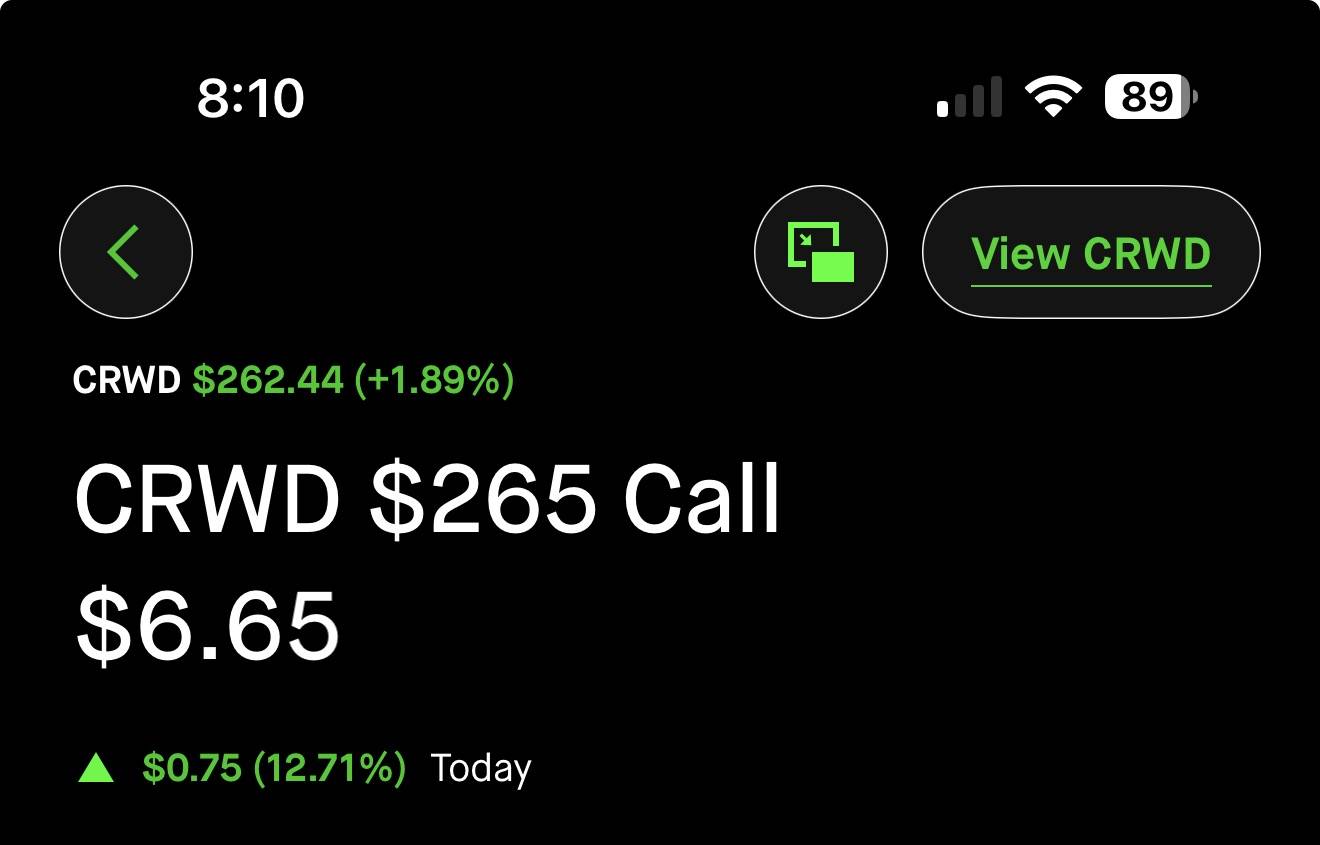 8:10 89
View CRWD
CRWD $262.44 (+1.89%)
CRWD $265 Call
$6.65
$0.75 (12.71%) Today